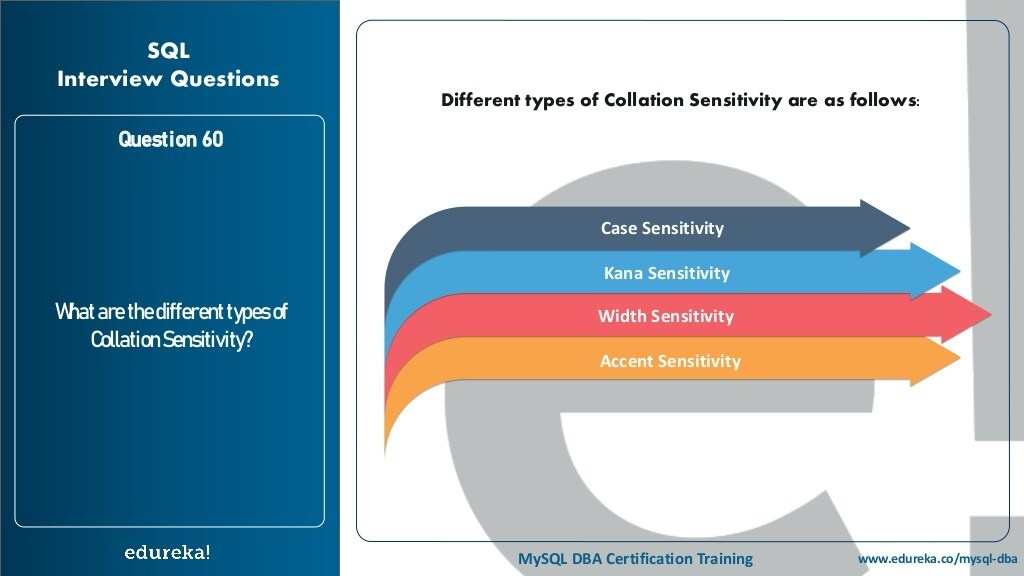 SQL
Interview Questions
Question 60
What are the different types of
Collation Sensitivity?
edureka!
Different types of Collation Sensitivity are as follows:
Case Sensitivity
Kana Sensitivity
Width Sensitivity
Accent Sensitivity
MySQL DBA Certification Training
www.edureka.co/mysql-dba